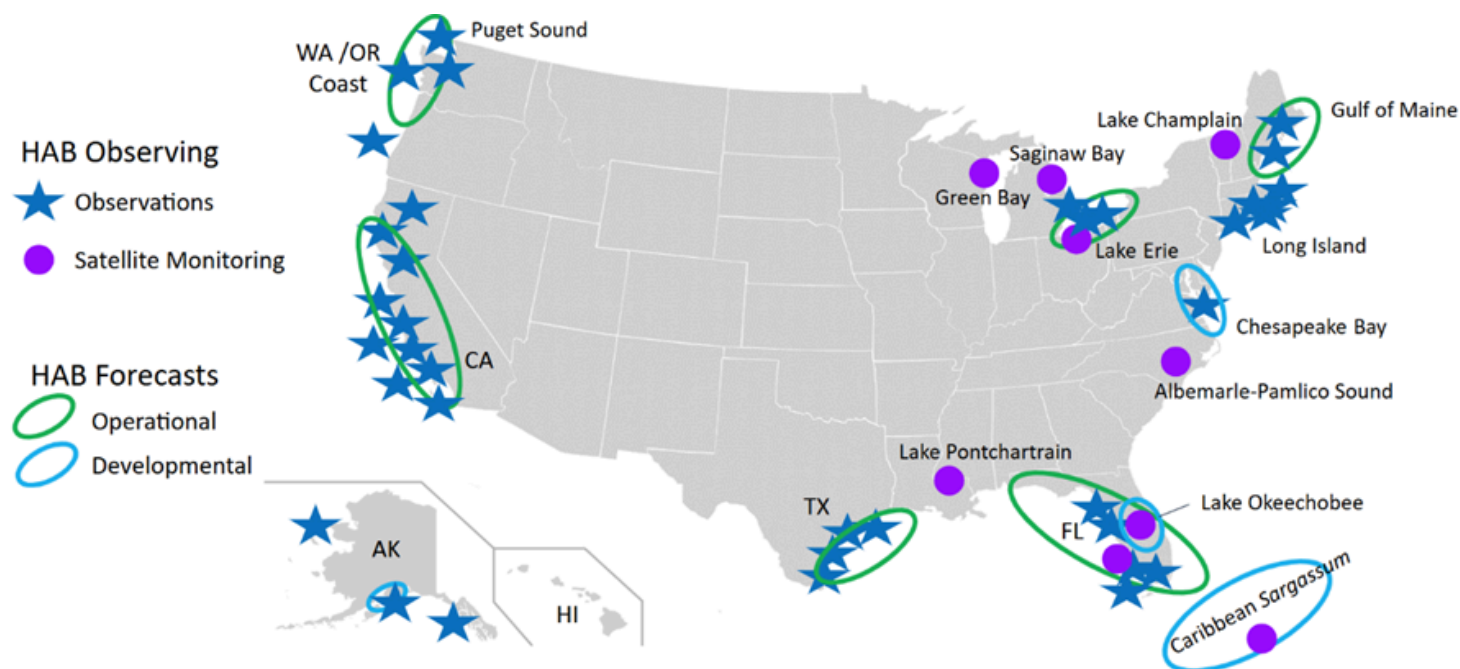 Puget Sound
WA /OR
Coast
Gulf of Maine
Lake Champlain
HAB Observing
Saginaw Bay
Observations
Green Bay
Satellite Monitoring
Lake Erie
Long Island
Chesapeake Bay
CA
HAB Forecasts
Albemarle-Pamlico Sound
Operational
Developmental
Lake Pontchartrain
TX
Lake Okeechobee
FL
AK
HI
Caribbean Sargassum